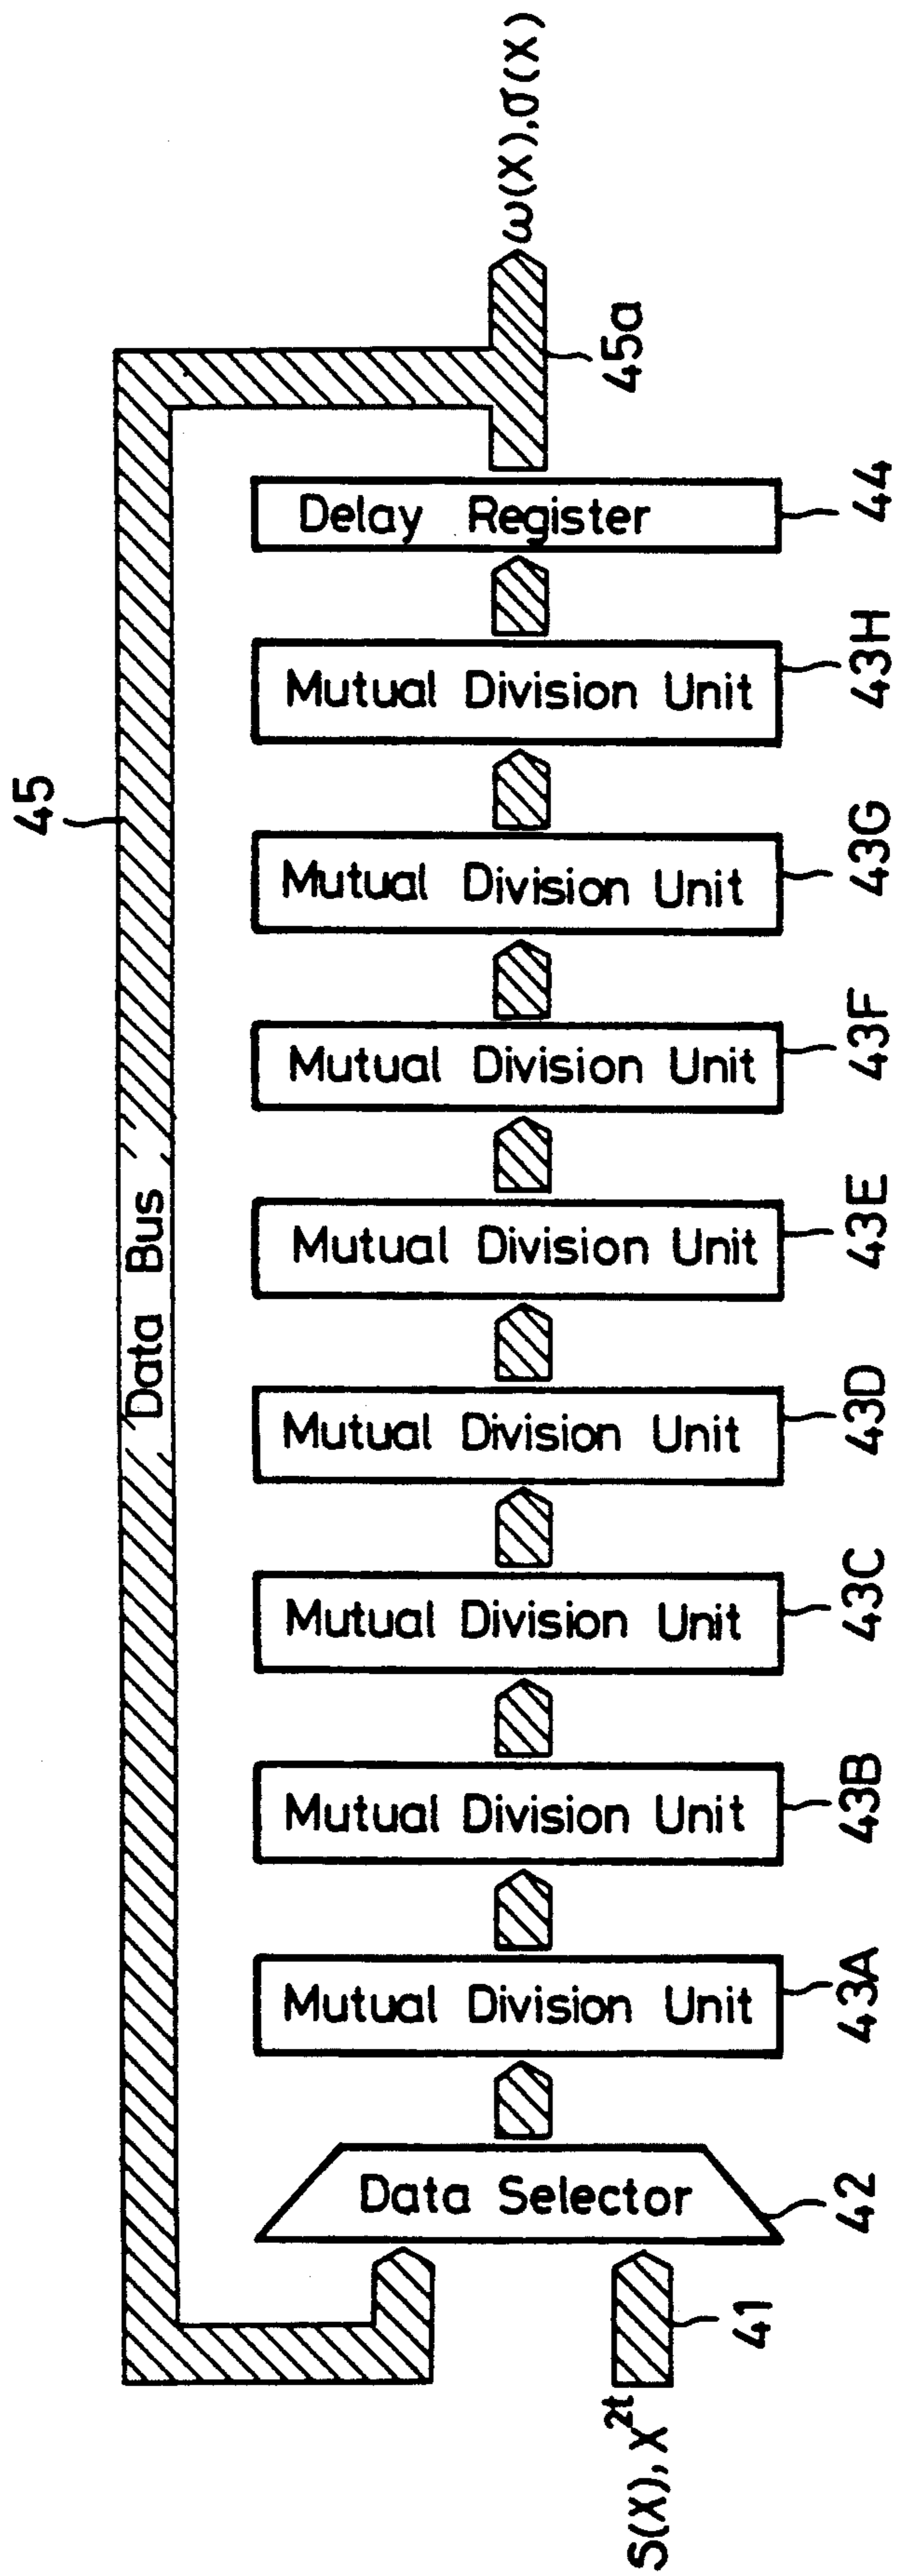 45
Data Bus
S(X), X^2t
41
Data Selector
42
Mutual Division Unit
43A
Mutual Division Unit
43B
Mutual Division Unit
43C
Mutual Division Unit
43D
Mutual Division Unit
43E
Mutual Division Unit
43F
Mutual Division Unit
43G
Mutual Division Unit
43H
Delay Register
44
45a
ω(X),σ(X)